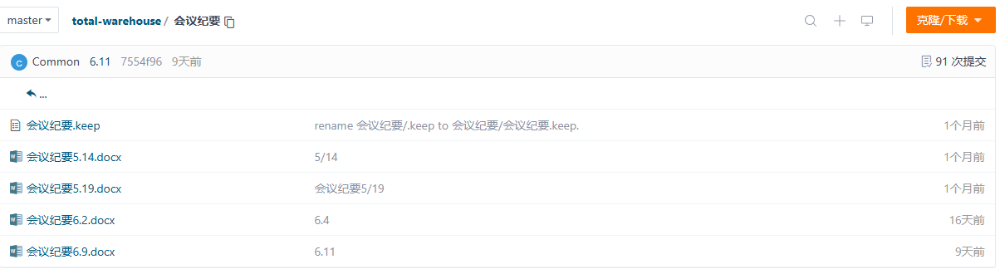 master total-warehouse / 会议纪要 克隆/下载
C Common 6.11 7554f96 9天前 91 次提交
...
会议纪要.keep rename 会议纪要/.keep to 会议纪要/会议纪要.keep. 1个月前
会议纪要5.14.docx 5/14 1个月前
会议纪要5.19.docx 会议纪要5/19 1个月前
会议纪要6.2.docx 6.4 16天前
会议纪要6.9.docx 6.11 9天前